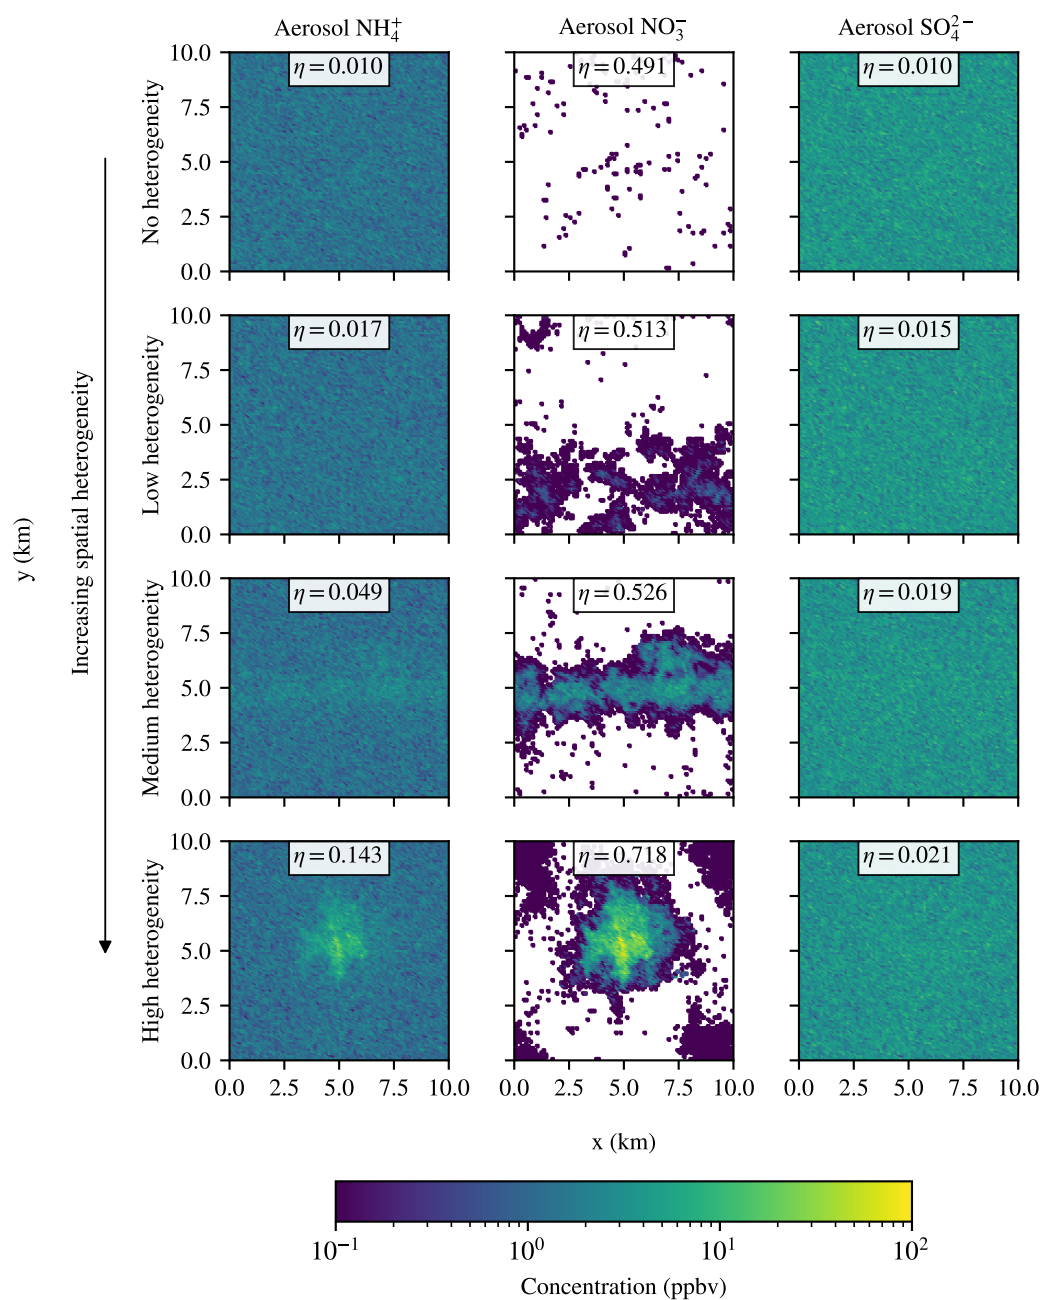 Aerosol NH₄⁺ Aerosol NO₃⁻ Aerosol SO₄²⁻
No heterogeneity
10.0
7.5
5.0
2.5
0.0
η = 0.010
η = 0.491
η = 0.010
Low heterogeneity
10.0
7.5
5.0
2.5
0.0
η = 0.017
η = 0.513
η = 0.015
y (km)
Increasing spatial heterogeneity
Medium heterogeneity
10.0
7.5
5.0
2.5
0.0
η = 0.049
η = 0.526
η = 0.019
High heterogeneity
10.0
7.5
5.0
2.5
0.0
η = 0.143
η = 0.718
η = 0.021
0.0 2.5 5.0 7.5 10.0 0.0 2.5 5.0 7.5 10.0 0.0 2.5 5.0 7.5 10.0
x (km)
10⁻¹ 10⁰ 10¹ 10²
Concentration (ppbv)